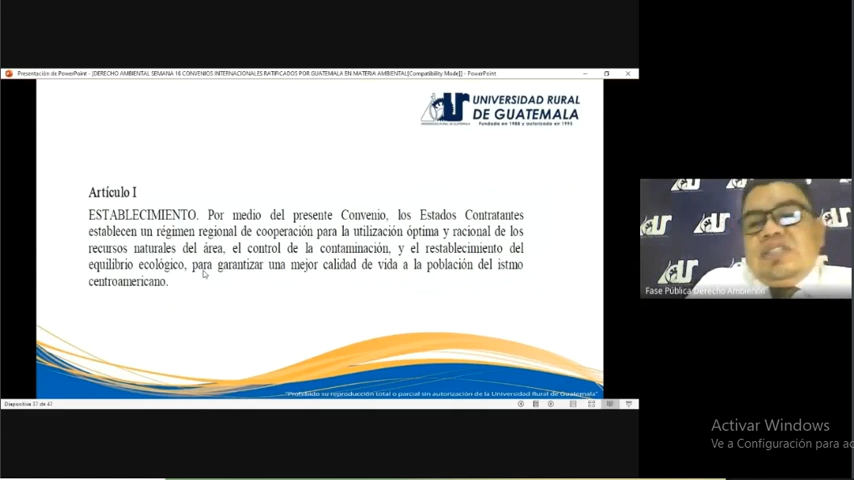 Presentación de PowerPoint - [DERECHO AMBIENTAL SEMANA 16 CONVENIOS INTERNACIONALES RATIFICADOS POR GUATEMALA EN MATERIA AMBIENTAL[Compatibility Mode]] - PowerPoint
UNIVERSIDAD RURAL
DE GUATEMALA
Fundada en 1988 y autorizada en 1995
Artículo I
ESTABLECIMIENTO. Por medio del presente Convenio, los Estados Contratantes
establecen un régimen regional de cooperación para la utilización óptima y racional de los
recursos naturales del área, el control de la contaminación, y el restablecimiento del
equilibrio ecológico, para garantizar una mejor calidad de vida a la población del istmo
centroamericano.
"Prohibido su reproducción total o parcial sin autorización de la Universidad Rural de Guatemala"
Diapositiva 37 de 47
Fase Pública Derecho Ambiental
Activar Windows
Ve a Configuración para ac